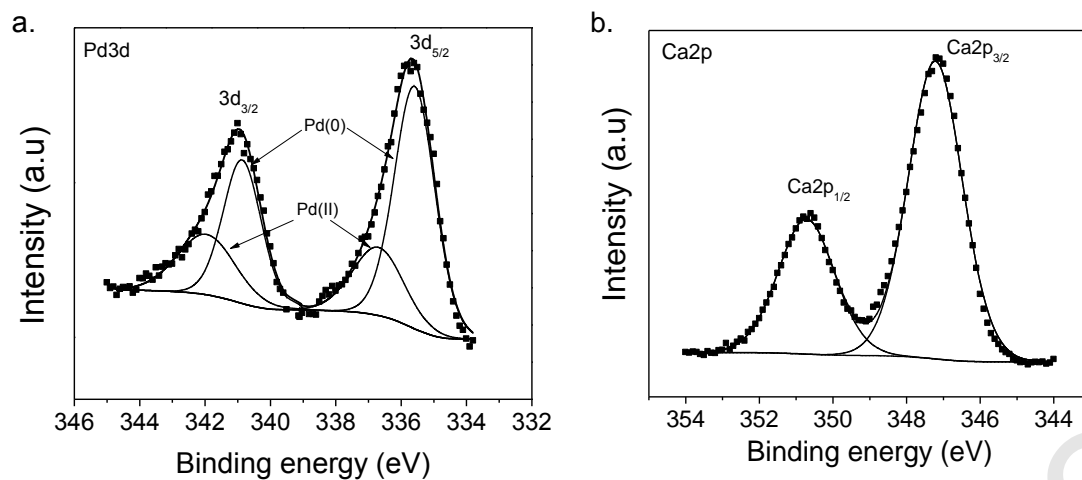 a.
Pd3d
3d5/2
3d3/2
Pd(0)
Pd(II)
Intensity (a.u)
346 344 342 340 338 336 334 332
Binding energy (eV)
b.
Ca2p
Ca2p3/2
Ca2p1/2
Intensity (a.u)
354 352 350 348 346 344
Binding energy (eV)